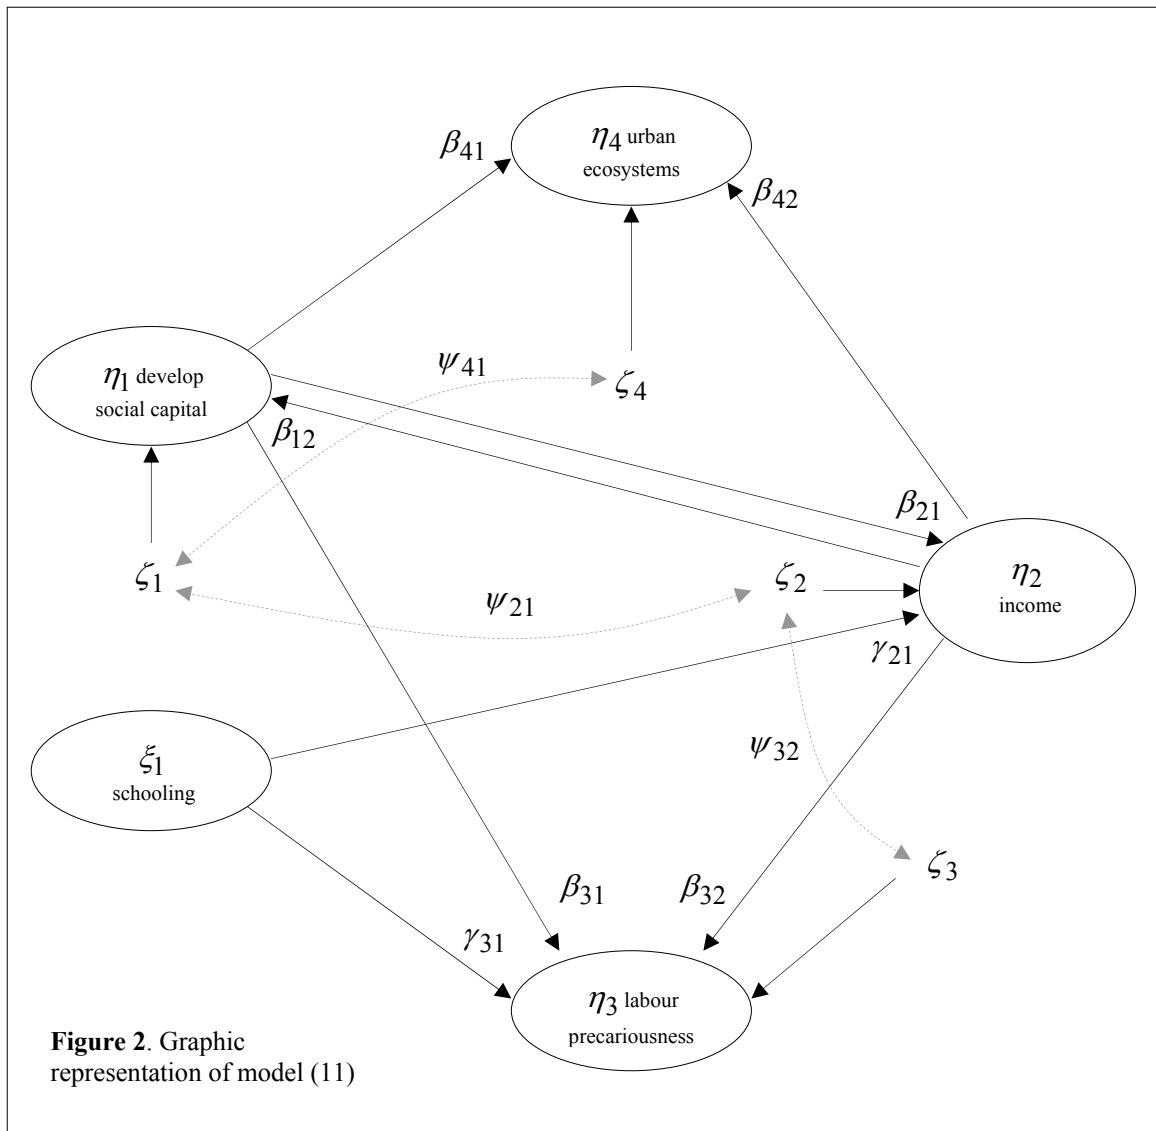 η4 urban
ecosystems
β41
β42
η1 develop
social capital
ψ41
ζ4
β12
β21
ζ1
ψ21
ζ2
η2
income
γ21
ξ1
schooling
ψ32
ζ3
β31
β32
γ31
η3 labour
precariousness
Figure 2. Graphic
representation of model (11)